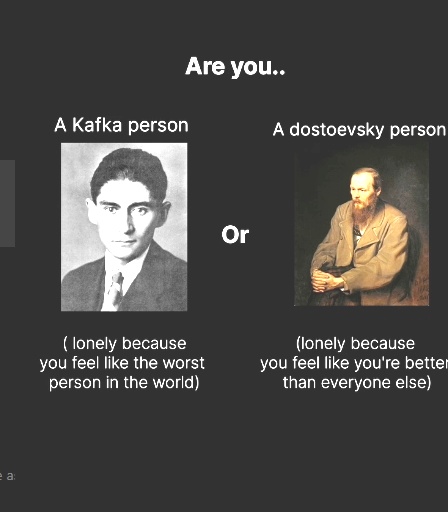 Are you..
A Kafka person
A dostoevsky person
Or
( lonely because
you feel like the worst
person in the world)
(lonely because
you feel like you're better
than everyone else)